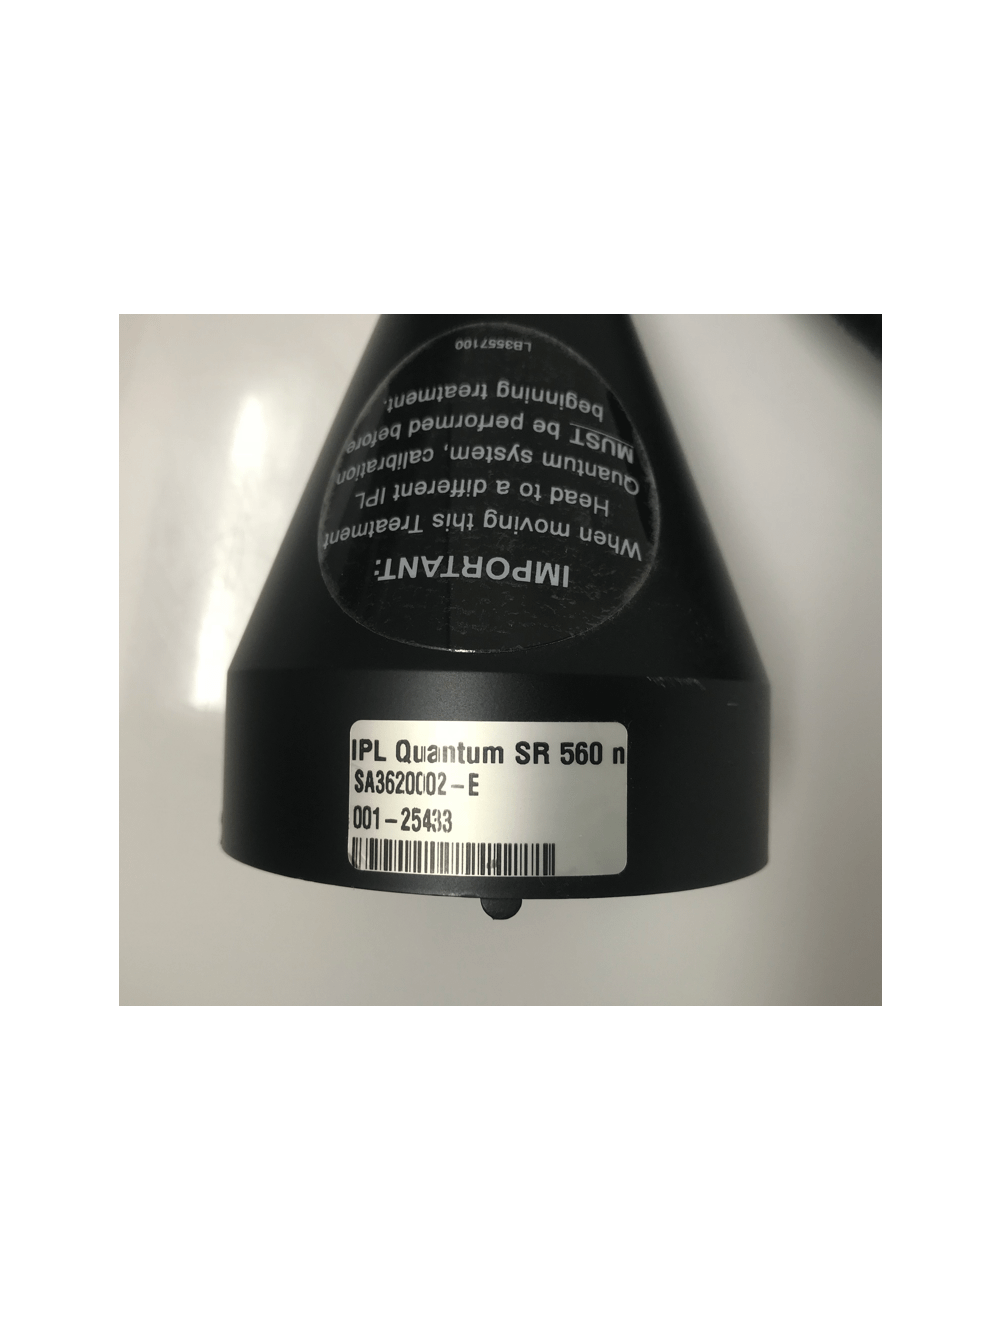 IMPORTANT:
When moving this Treatment
Head to a different IPL
Quantum system, calibration
MUST be performed before
beginning treatment.
LB3557100
IPL Quantum SR 560 n
SA3620002-E
001-25433